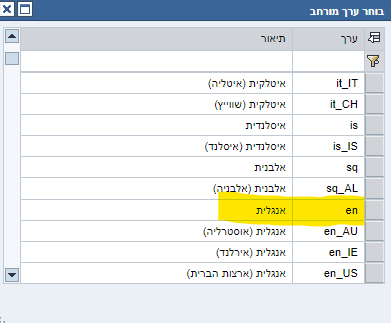 בוחר ערך מורחב
ערך תיאור
it_IT איטלקית (איטליה)
it_CH איטלקית (שווייץ)
is איסלנדית
is_IS איסלנדית (איסלנד)
sq אלבנית
sq_AL אלבנית (אלבניה)
en אנגלית
en_AU אנגלית (אוסטרליה)
en_IE אנגלית (אירלנד)
en_US אנגלית (ארצות הברית)